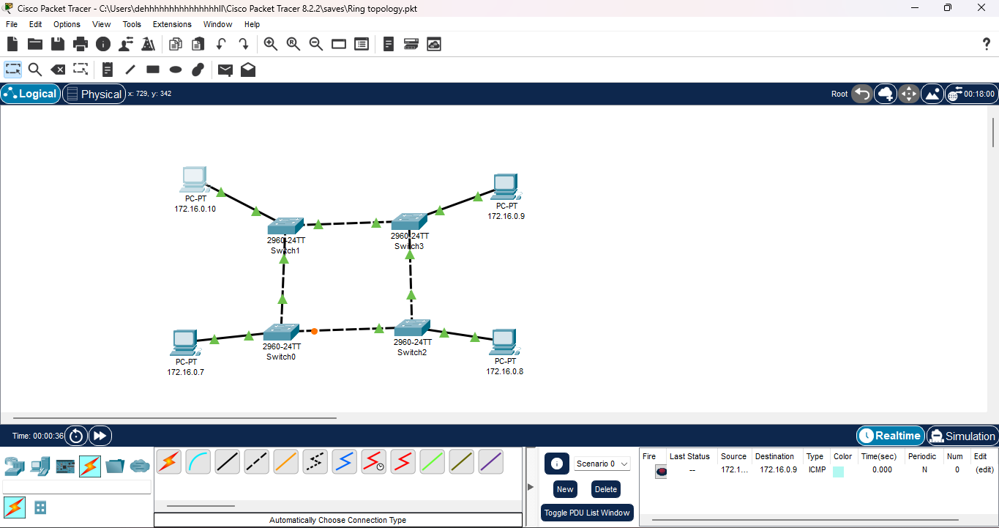 Cisco Packet Tracer - C:\Users\dehhhhhhhhhhhhhhhll\Cisco Packet Tracer 8.2.2\saves\Ring topology.pkt
File Edit Options View Tools Extensions Window Help
?
Logical Physical x: 729, y: 342 Root 00:18:00
PC-PT
172.16.0.10
PC-PT
172.16.0.9
2960-24TT
Switch1
2960-24TT
Switch3
PC-PT
172.16.0.7
2960-24TT
Switch0
2960-24TT
Switch2
PC-PT
172.16.0.8
Time: 00:00:36 Realtime Simulation
Scenario 0
New Delete
Toggle PDU List Window
Fire Last Status Source Destination Type Color Time(sec) Periodic Num Edit
-- 172.1... 172.16.0.9 ICMP 0.000 N 0 (edit)
Automatically Choose Connection Type